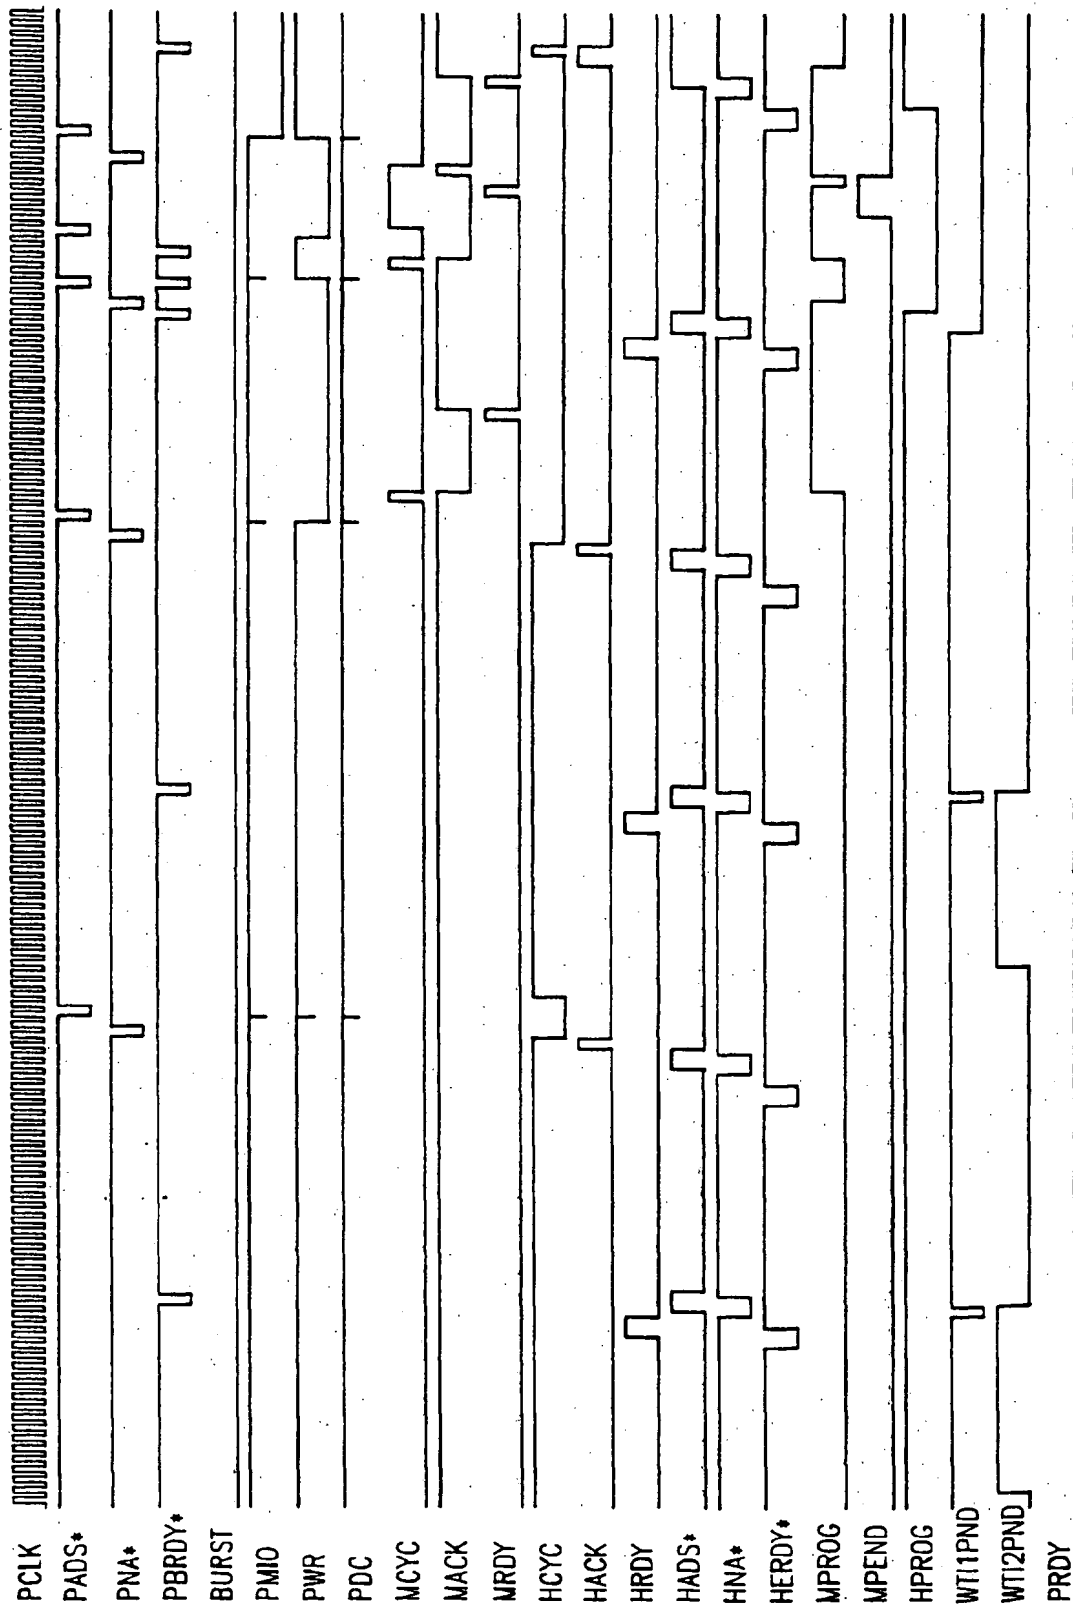 PCLK
PADS*
PNA*
PBRDY*
BURST
PMIO
PWR
PDC
MCYC
MACK
MRDY
HCYC
HACK
HRDY
HADS*
HNA*
HERDY*
MPROG
MPEND
HPROG
WTI1PND
WTI2PND
PRDY